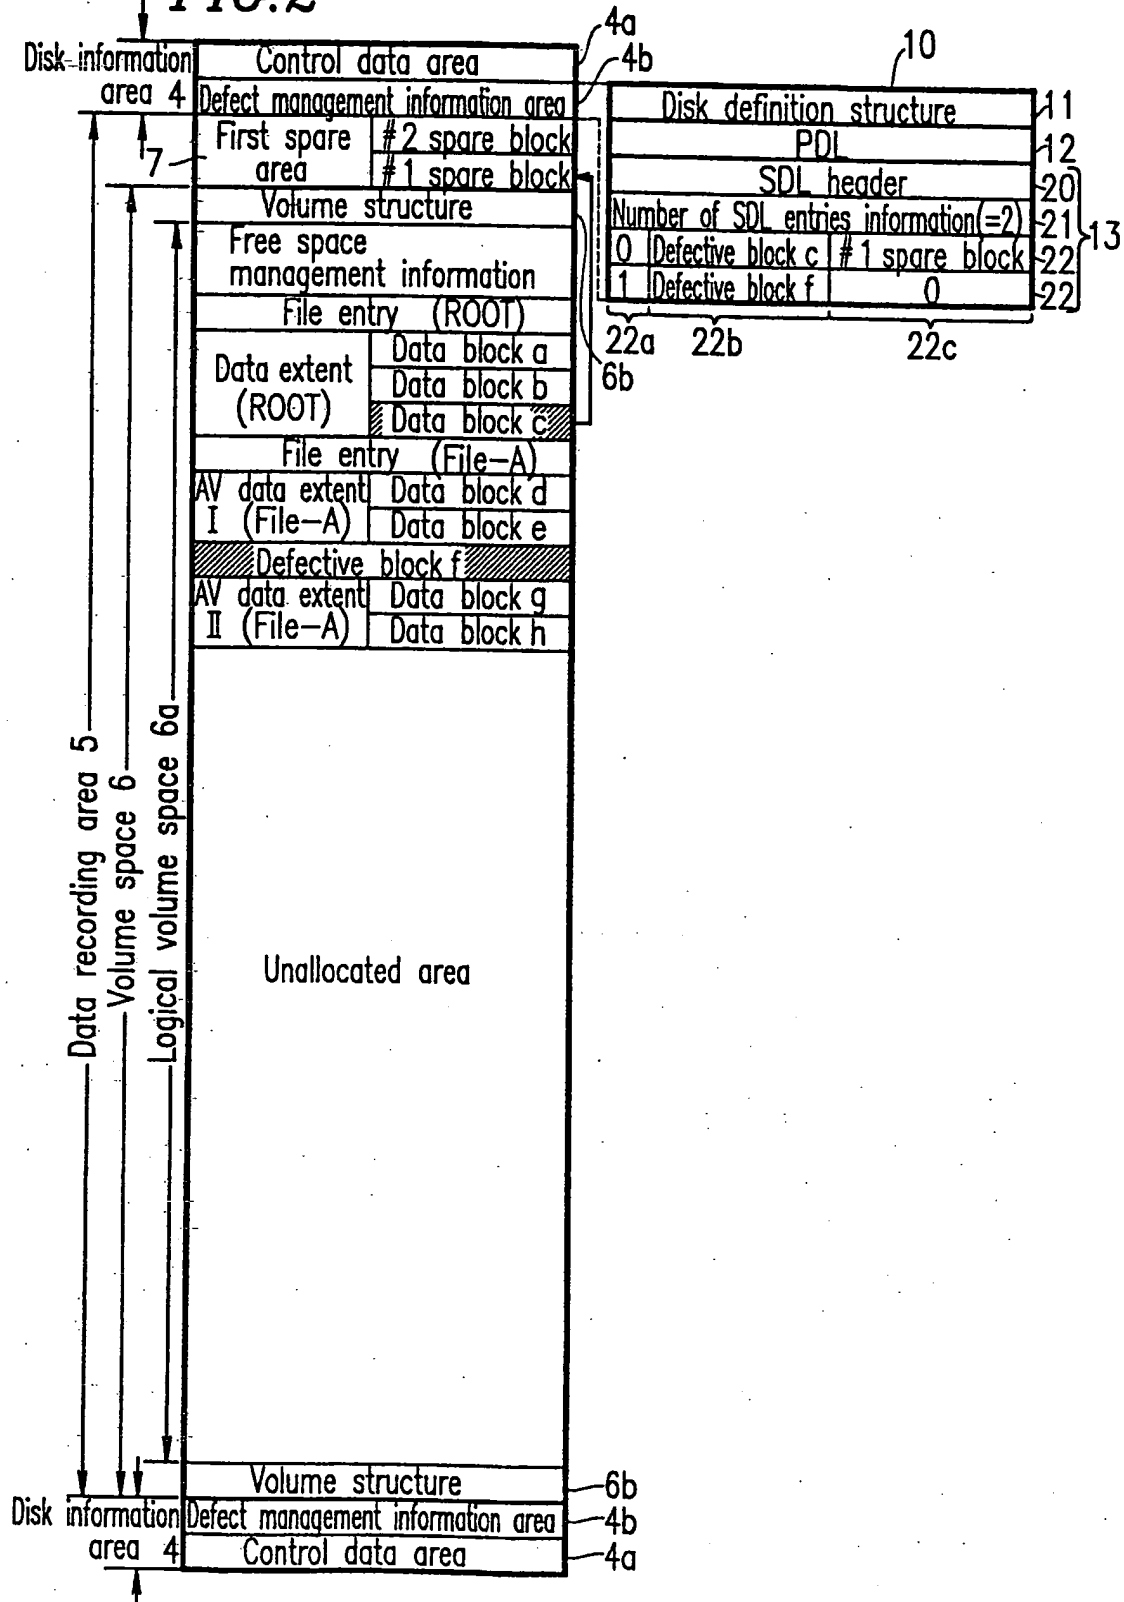 FIG.2
Disk information
area 4
Control data area
4a
Defect management information area
4b
First spare
area
#2 spare block
#1 spare block
7
Volume structure
6b
Free space
management information
File entry (ROOT)
Data extent
(ROOT)
Data block a
Data block b
Data block c
File entry (File-A)
AV data extent
I (File-A)
Data block d
Data block e
Defective block f
AV data extent
II (File-A)
Data block g
Data block h
Unallocated area
Data recording area 5
Volume space 6
Logical volume space 6a
Volume structure
6b
Disk information
area 4
Defect management information area
4b
Control data area
4a
10
Disk definition structure
11
PDL
12
SDL header
20
Number of SDL entries information(=2)
21
13
0 Defective block c #1 spare block
22
1 Defective block f 0
22
22a 22b 22c